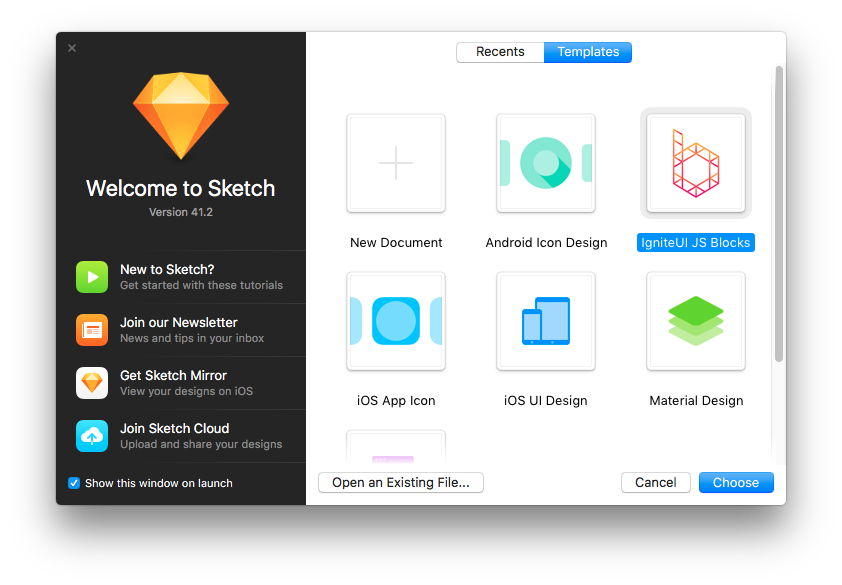 Recents
Templates
Welcome to Sketch
Version 41.2
New to Sketch?
Get started with these tutorials
Join our Newsletter
News and tips in your inbox
Get Sketch Mirror
View your designs on iOS
Join Sketch Cloud
Upload and share your designs
Show this window on launch
New Document
Android Icon Design
IgniteUI JS Blocks
iOS App Icon
iOS UI Design
Material Design
Open an Existing File...
Cancel
Choose